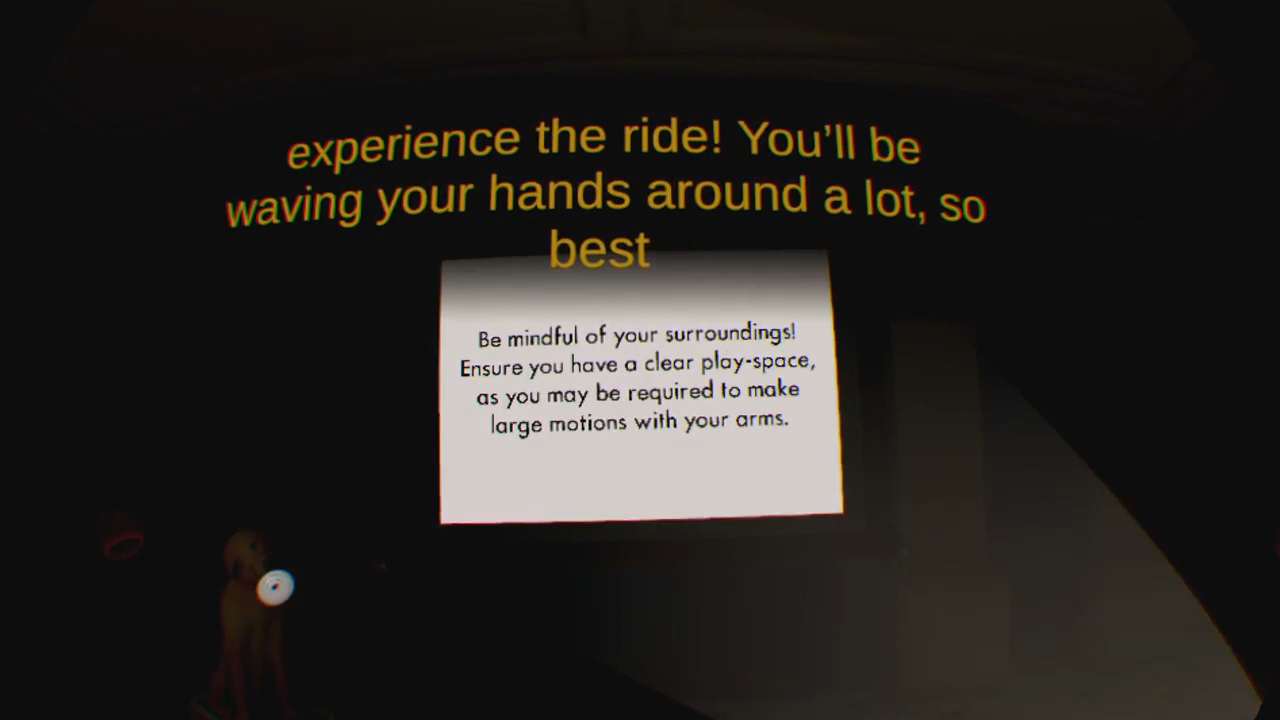 experience the ride! You’ll be
waving your hands around a lot, so
best
Be mindful of your surroundings!
Ensure you have a clear play-space,
as you may be required to make
large motions with your arms.